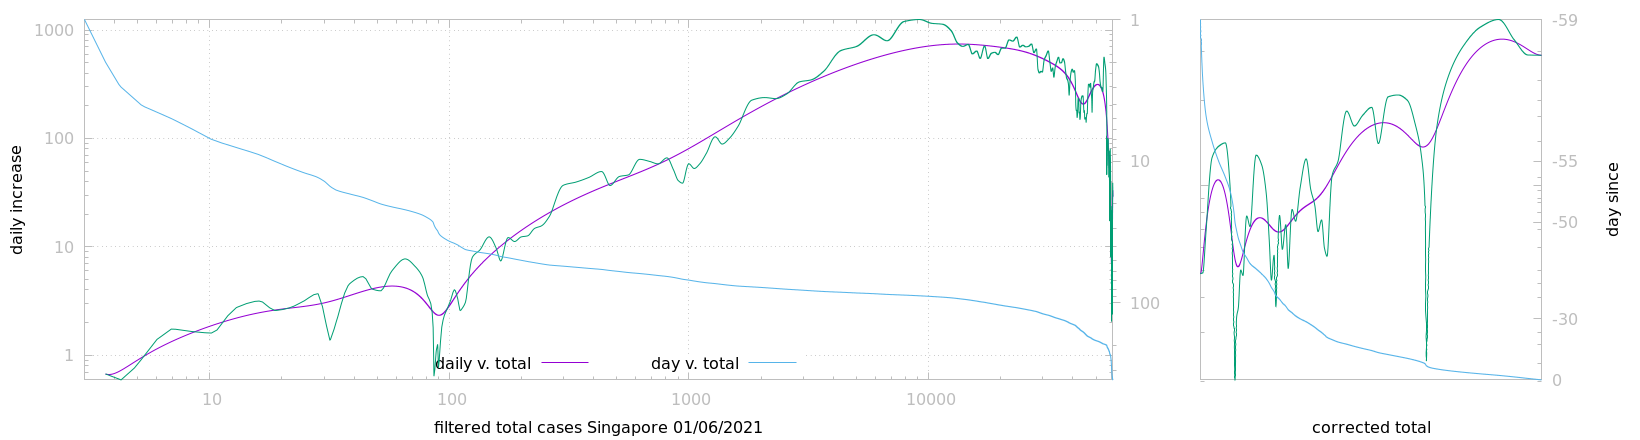 1000
100
10
1
daily increase
10
100
1000
10000
filtered total cases Singapore 01/06/2021
daily v. total
day v. total
1
10
100
-59
-55
-50
-30
0
day since
corrected total